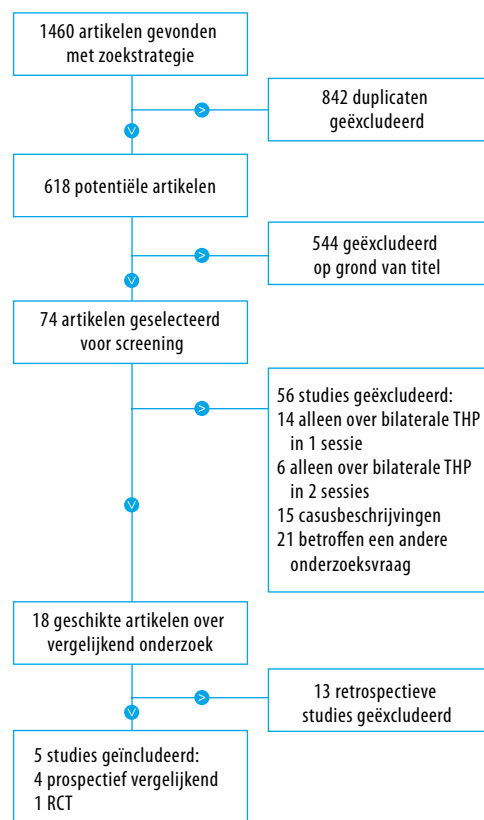 1460 artikelen gevonden
met zoekstrategie
842 duplicaten
geëxcludeerd
618 potentiële artikelen
544 geëxcludeerd
op grond van titel
74 artikelen geselecteerd
voor screening
56 studies geëxcludeerd:
14 alleen over bilaterale THP
in 1 sessie
6 alleen over bilaterale THP
in 2 sessies
15 casusbeschrijvingen
21 betroffen een andere
onderzoeksvraag
18 geschikte artikelen over
vergelijkend onderzoek
13 retrospectieve
studies geëxcludeerd
5 studies geïncludeerd:
4 prospectief vergelijkend
1 RCT